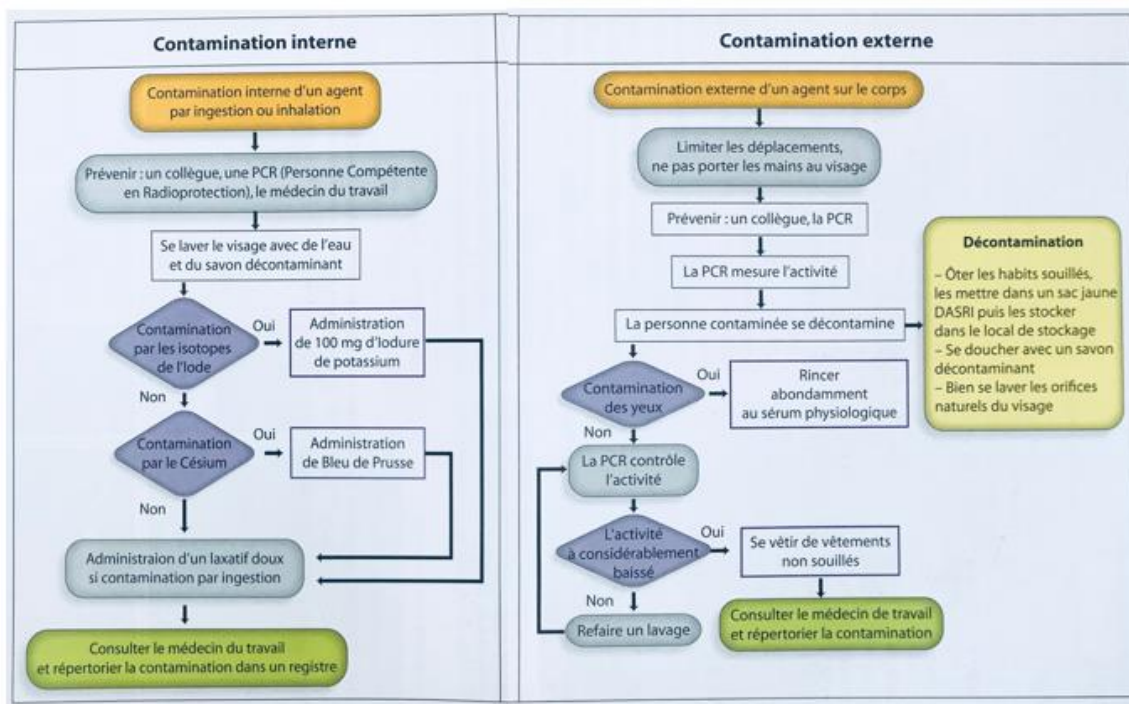 Contamination interne
Contamination interne d'un agent
par ingestion ou inhalation
Prévenir : un collègue, une PCR (Personne Compétente
en Radioprotection), le médecin du travail
Se laver le visage avec de l'eau
et du savon décontaminant
Contamination
par les isotopes
de l'Iode
Oui
Administration
de 100 mg d'Iodure
de potassium
Non
Contamination
par le Césium
Oui
Administration
de Bleu de Prusse
Non
Administraion d'un laxatif doux
si contamination par ingestion
Consulter le médecin du travail
et répertorier la contamination dans un registre
Contamination externe
Contamination externe d'un agent sur le corps
Limiter les déplacements,
ne pas porter les mains au visage
Prévenir : un collègue, la PCR
La PCR mesure l'activité
La personne contaminée se décontamine
Décontamination
– Ôter les habits souillés,
les mettre dans un sac jaune
DASRI puis les stocker
dans le local de stockage
– Se doucher avec un savon
décontaminant
– Bien se laver les orifices
naturels du visage
Contamination
des yeux
Oui
Rincer
abondamment
au sérum physiologique
Non
La PCR contrôle
l'activité
L'activité
à considérablement
baissé
Oui
Se vêtir de vêtements
non souillés
Non
Refaire un lavage
Consulter le médecin de travail
et répertorier la contamination